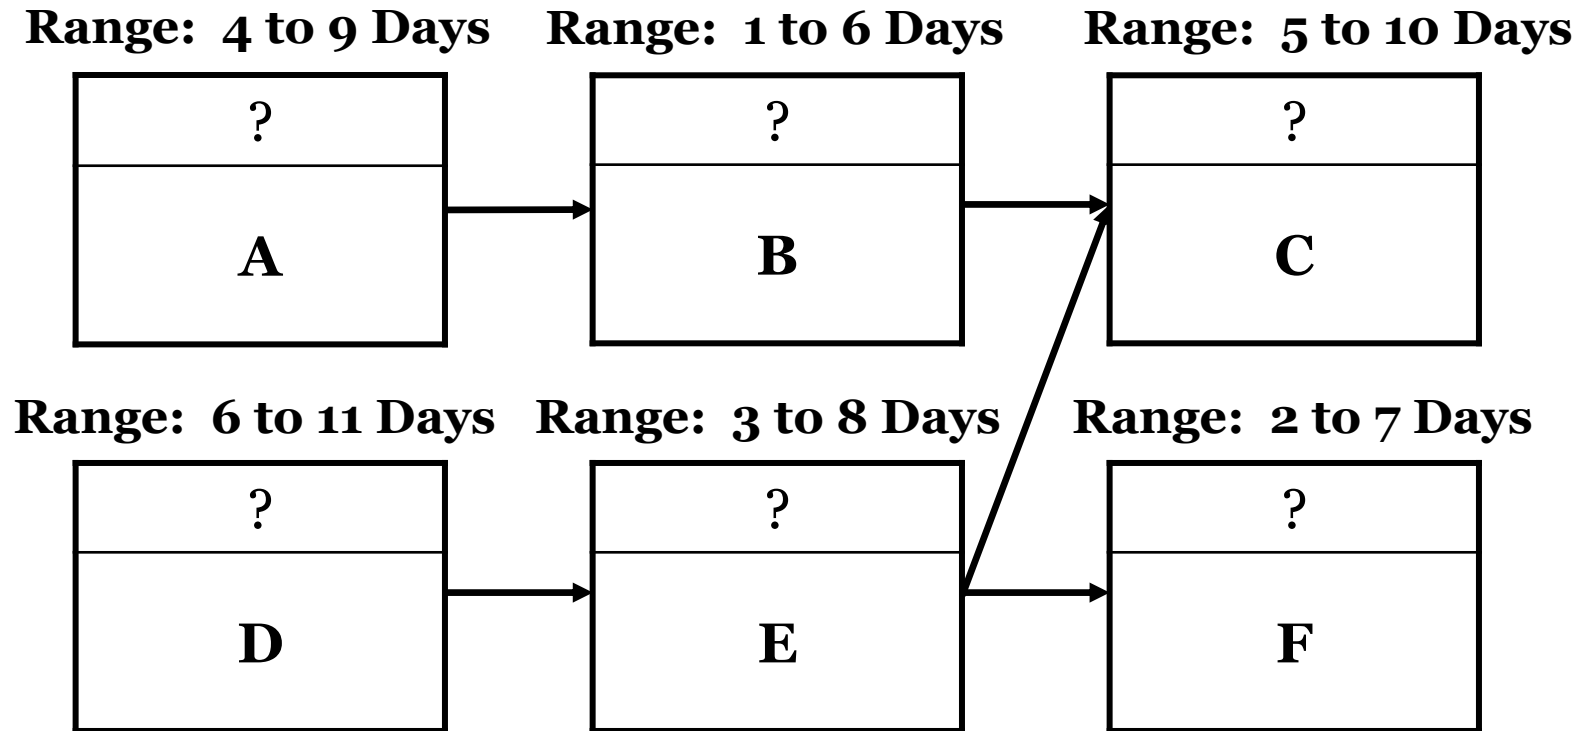 Range: 4 to 9 Days Range: 1 to 6 Days Range: 5 to 10 Days
? ? ?
A B C
Range: 6 to 11 Days Range: 3 to 8 Days Range: 2 to 7 Days
? ? ?
D E F